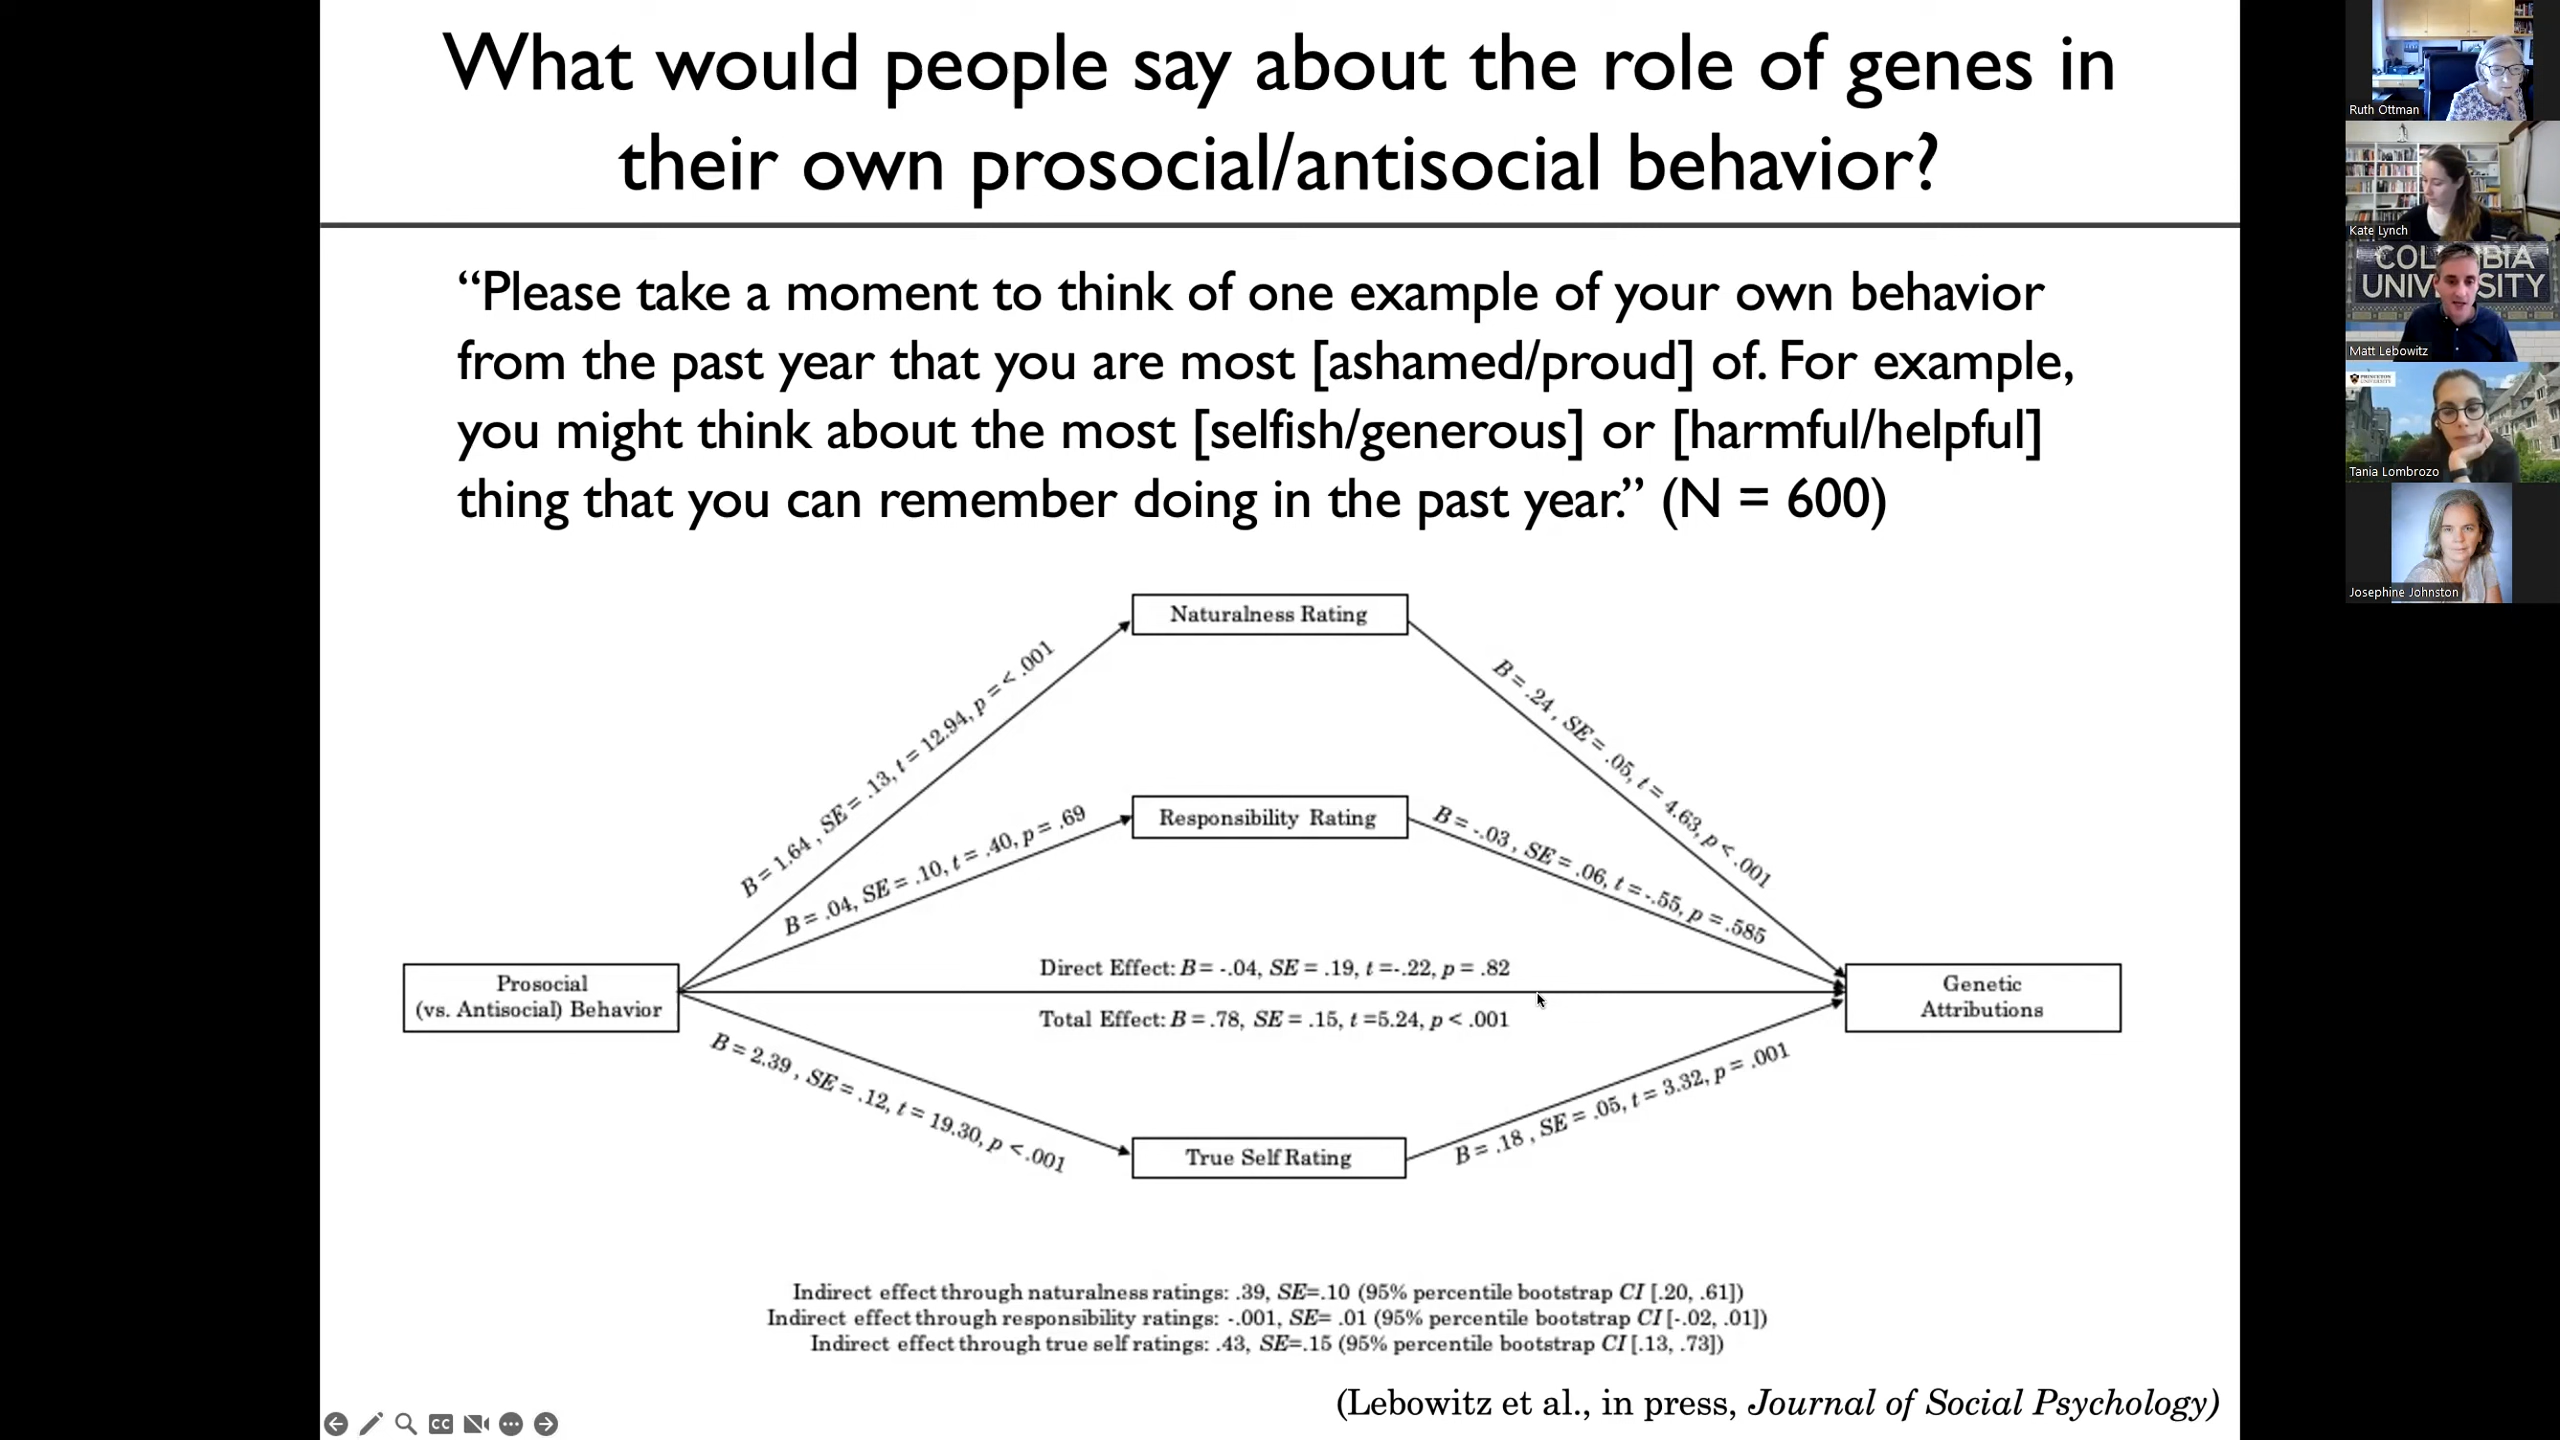 What would people say about the role of genes in
their own prosocial/antisocial behavior?
“Please take a moment to think of one example of your own behavior
from the past year that you are most [ashamed/proud] of. For example,
you might think about the most [selfish/generous] or [harmful/helpful]
thing that you can remember doing in the past year.” (N = 600)
Naturalness Rating
B = 1.64 , SE = .13, t = 12.94, p = < .001
B = .24 , SE = .05, t = 4.63, p < .001
Responsibility Rating
B = .04, SE = .10, t = .40, p = .69
B = -.03 , SE = .06, t = -.55, p = .585
Prosocial
(vs. Antisocial) Behavior
Direct Effect: B = -.04, SE = .19, t =-.22, p = .82
Total Effect: B = .78, SE = .15, t =5.24, p < .001
Genetic
Attributions
B = 2.39 , SE = .12, t = 19.30, p < .001
B = .18 , SE = .05, t = 3.32, p = .001
True Self Rating
Indirect effect through naturalness ratings: .39, SE=.10 (95% percentile bootstrap CI [.20, .61])
Indirect effect through responsibility ratings: -.001, SE= .01 (95% percentile bootstrap CI [-.02, .01])
Indirect effect through true self ratings: .43, SE=.15 (95% percentile bootstrap CI [.13, .73])
(Lebowitz et al., in press, Journal of Social Psychology)
CC
Ruth Ottman
Kate Lynch
COLUMBIA
UNIVERSITY
Matt Lebowitz
PRINCETON
UNIVERSITY
Tania Lombrozo
Josephine Johnston